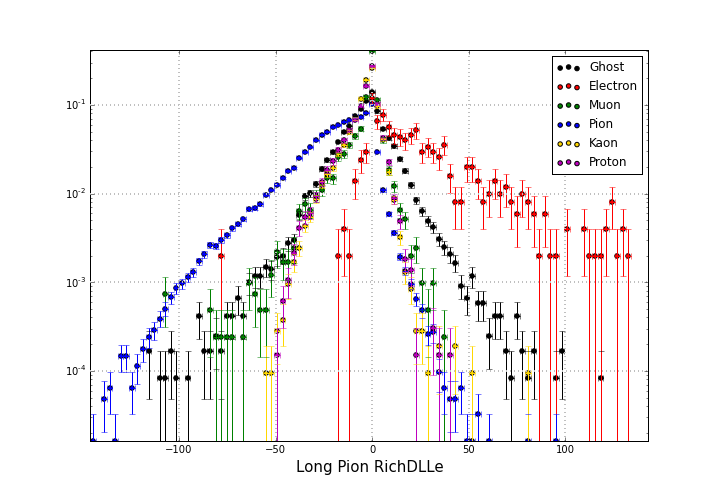 Ghost
Electron
Muon
Pion
Kaon
Proton
10⁻¹
10⁻²
10⁻³
10⁻⁴
−100 −50 0 50 100
Long Pion RichDLLe